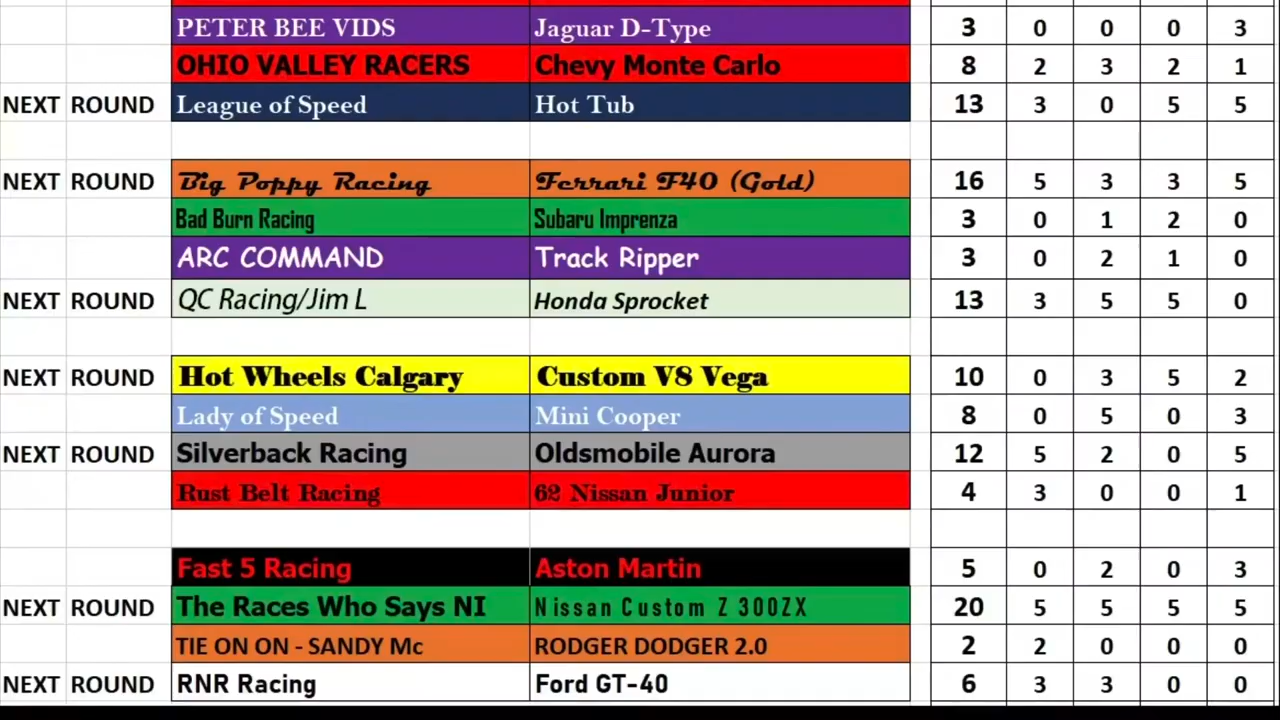 PETER BEE VIDS Jaguar D-Type 3 0 0 0 3
OHIO VALLEY RACERS Chevy Monte Carlo 8 2 3 2 1
NEXT ROUND League of Speed Hot Tub 13 3 0 5 5
NEXT ROUND Big Poppy Racing Ferrari F40 (Gold) 16 5 3 3 5
Bad Burn Racing Subaru Imprenza 3 0 1 2 0
ARC COMMAND Track Ripper 3 0 2 1 0
NEXT ROUND QC Racing/Jim L Honda Sprocket 13 3 5 5 0
NEXT ROUND Hot Wheels Calgary Custom V8 Vega 10 0 3 5 2
Lady of Speed Mini Cooper 8 0 5 0 3
NEXT ROUND Silverback Racing Oldsmobile Aurora 12 5 2 0 5
Rust Belt Racing 62 Nissan Junior 4 3 0 0 1
Fast 5 Racing Aston Martin 5 0 2 0 3
NEXT ROUND The Races Who Says NI Nissan Custom Z 300ZX 20 5 5 5 5
TIE ON ON - SANDY Mc RODGER DODGER 2.0 2 2 0 0 0
NEXT ROUND RNR Racing Ford GT-40 6 3 3 0 0